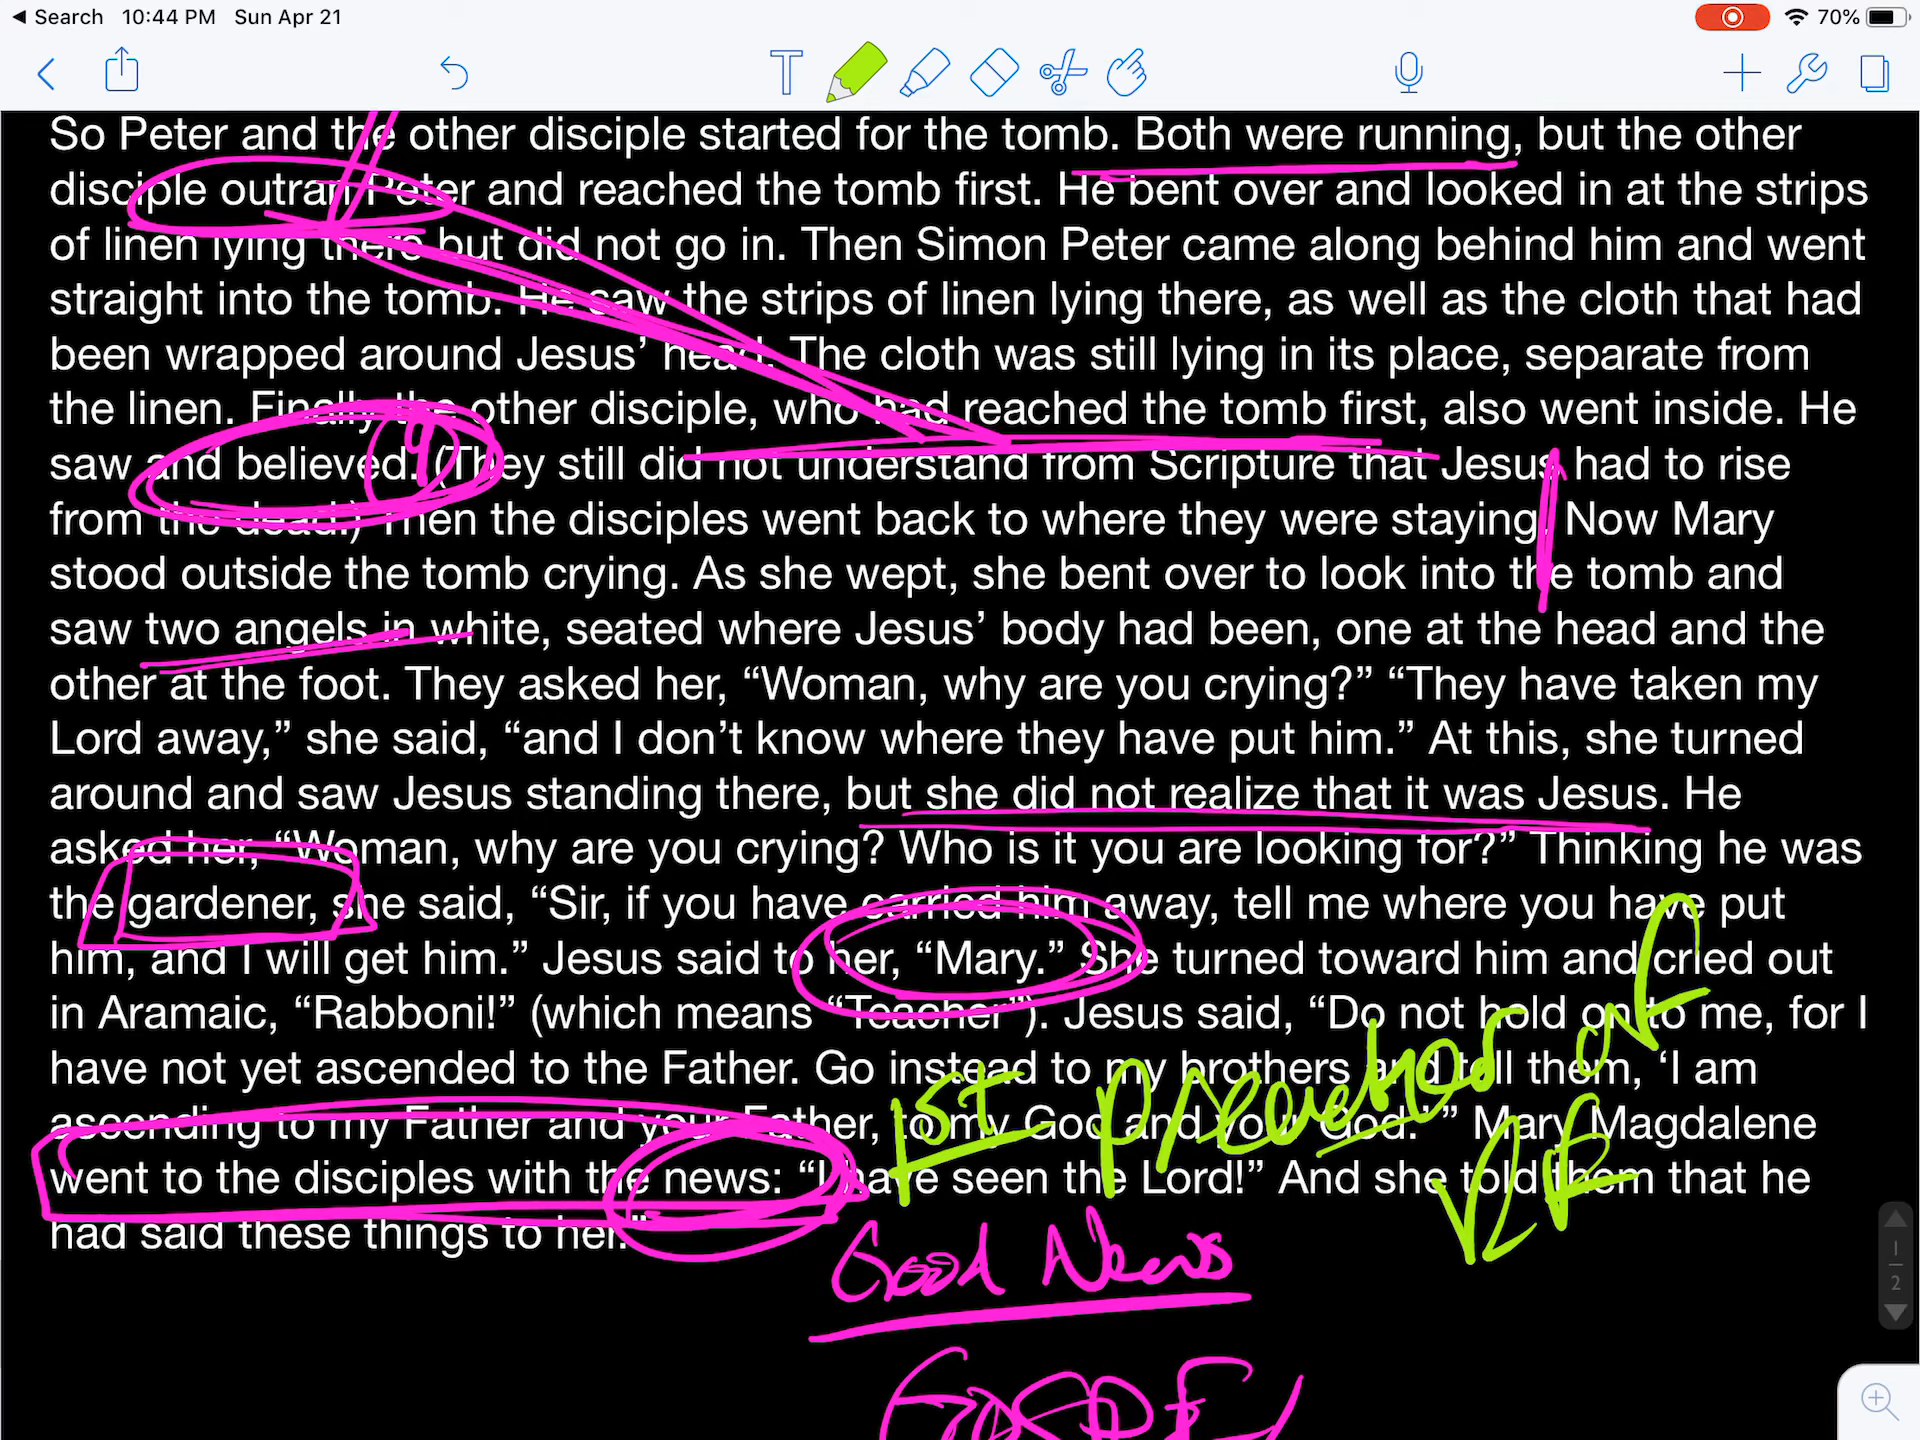 Search 10:44 PM Sun Apr 21 70%
T
So Peter and the other disciple started for the tomb. Both were running, but the other
disciple outran Peter and reached the tomb first. He bent over and looked in at the strips
of linen lying there but did not go in. Then Simon Peter came along behind him and went
straight into the tomb. He saw the strips of linen lying there, as well as the cloth that had
been wrapped around Jesus’ head. The cloth was still lying in its place, separate from
the linen. Finally the other disciple, who had reached the tomb first, also went inside. He
saw and believed. (They still did not understand from Scripture that Jesus had to rise
from the dead.) Then the disciples went back to where they were staying. Now Mary
stood outside the tomb crying. As she wept, she bent over to look into the tomb and
saw two angels in white, seated where Jesus’ body had been, one at the head and the
other at the foot. They asked her, “Woman, why are you crying?” “They have taken my
Lord away,” she said, “and I don’t know where they have put him.” At this, she turned
around and saw Jesus standing there, but she did not realize that it was Jesus. He
asked her, “Woman, why are you crying? Who is it you are looking for?” Thinking he was
the gardener, she said, “Sir, if you have carried him away, tell me where you have put
him, and I will get him.” Jesus said to her, “Mary.” She turned toward him and cried out
in Aramaic, “Rabboni!” (which means “Teacher”). Jesus said, “Do not hold on to me, for I
have not yet ascended to the Father. Go instead to my brothers and tell them, ‘I am
ascending to my Father and your Father, to my God and your God.’ ” Mary Magdalene
went to the disciples with the news: “I have seen the Lord!” And she told them that he
had said these things to her.”
1st preacher of
Good News
1
2